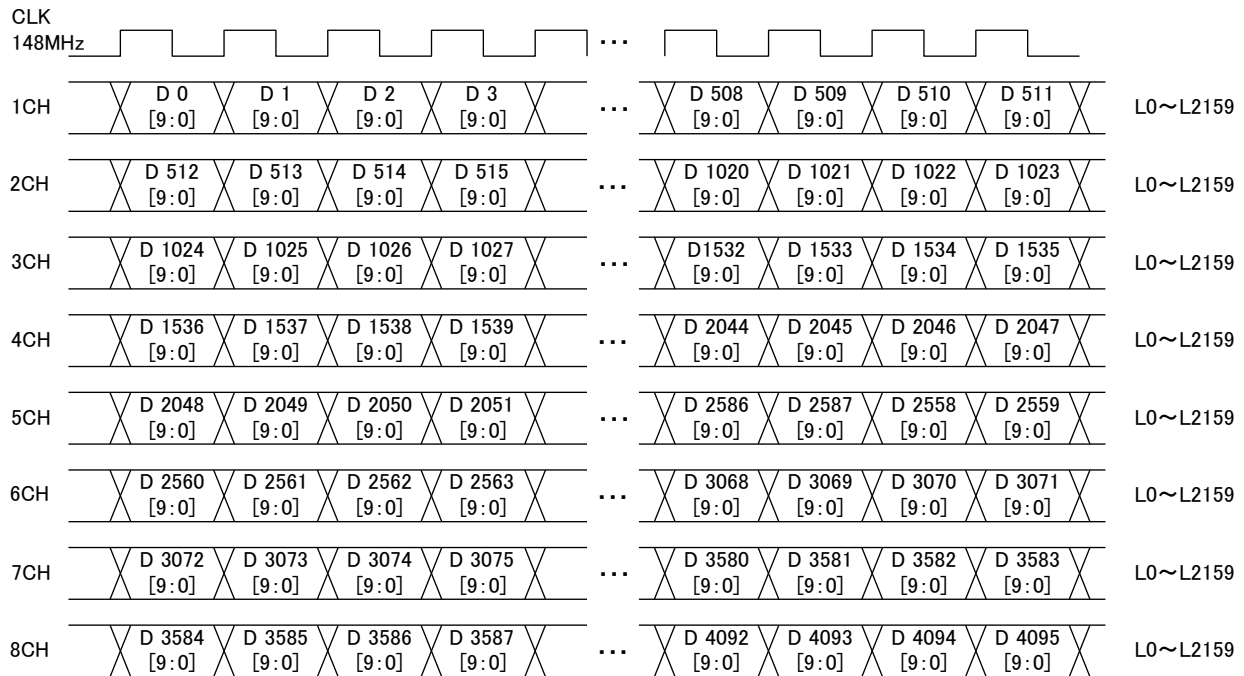 CLK
148MHz
...
1CH D 0 D 1 D 2 D 3 ... D 508 D 509 D 510 D 511 L0～L2159
[9:0] [9:0] [9:0] [9:0] [9:0] [9:0] [9:0] [9:0]
2CH D 512 D 513 D 514 D 515 ... D 1020 D 1021 D 1022 D 1023 L0～L2159
[9:0] [9:0] [9:0] [9:0] [9:0] [9:0] [9:0] [9:0]
3CH D 1024 D 1025 D 1026 D 1027 ... D1532 D 1533 D 1534 D 1535 L0～L2159
[9:0] [9:0] [9:0] [9:0] [9:0] [9:0] [9:0] [9:0]
4CH D 1536 D 1537 D 1538 D 1539 ... D 2044 D 2045 D 2046 D 2047 L0～L2159
[9:0] [9:0] [9:0] [9:0] [9:0] [9:0] [9:0] [9:0]
5CH D 2048 D 2049 D 2050 D 2051 ... D 2586 D 2587 D 2558 D 2559 L0～L2159
[9:0] [9:0] [9:0] [9:0] [9:0] [9:0] [9:0] [9:0]
6CH D 2560 D 2561 D 2562 D 2563 ... D 3068 D 3069 D 3070 D 3071 L0～L2159
[9:0] [9:0] [9:0] [9:0] [9:0] [9:0] [9:0] [9:0]
7CH D 3072 D 3073 D 3074 D 3075 ... D 3580 D 3581 D 3582 D 3583 L0～L2159
[9:0] [9:0] [9:0] [9:0] [9:0] [9:0] [9:0] [9:0]
8CH D 3584 D 3585 D 3586 D 3587 ... D 4092 D 4093 D 4094 D 4095 L0～L2159
[9:0] [9:0] [9:0] [9:0] [9:0] [9:0] [9:0] [9:0]